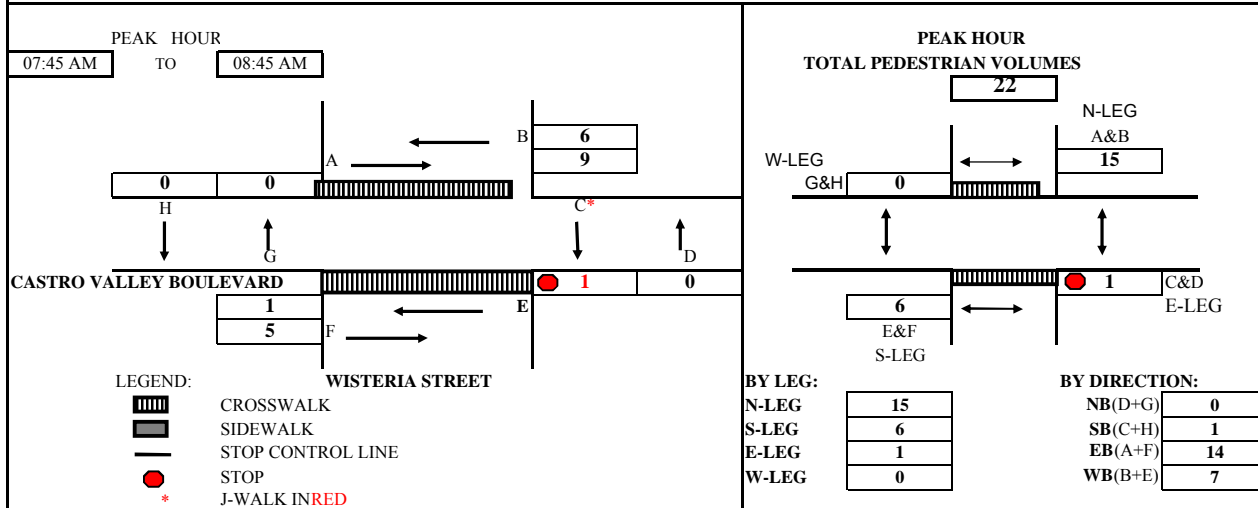 PEAK HOUR
07:45 AM TO 08:45 AM
B 6
A 9
0 0
H C*
G D
CASTRO VALLEY BOULEVARD 1 0
1 E
5 F
LEGEND: WISTERIA STREET
CROSSWALK
SIDEWALK
STOP CONTROL LINE
STOP
* J-WALK INRED
PEAK HOUR
TOTAL PEDESTRIAN VOLUMES
22
N-LEG
A&B
W-LEG 15
G&H 0
1 C&D
6 E-LEG
E&F
S-LEG
BY LEG: BY DIRECTION:
N-LEG 15 NB(D+G) 0
S-LEG 6 SB(C+H) 1
E-LEG 1 EB(A+F) 14
W-LEG 0 WB(B+E) 7